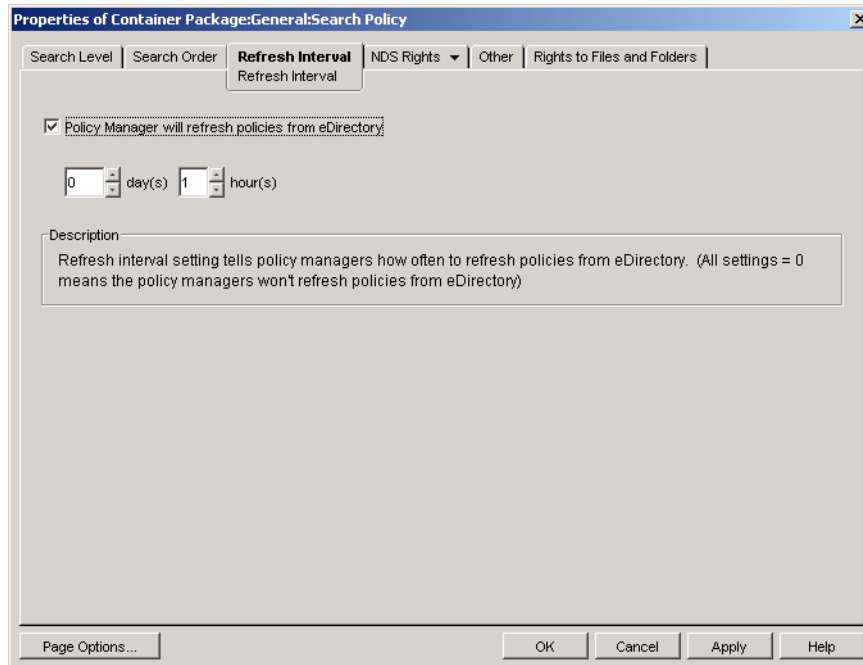 Properties of Container Package:General:Search Policy
Search Level Search Order Refresh Interval NDS Rights Other Rights to Files and Folders
Refresh Interval
Policy Manager will refresh policies from eDirectory
0 day(s) 1 hour(s)
Description
Refresh interval setting tells policy managers how often to refresh policies from eDirectory. (All settings = 0
means the policy managers won't refresh policies from eDirectory)
Page Options... OK Cancel Apply Help